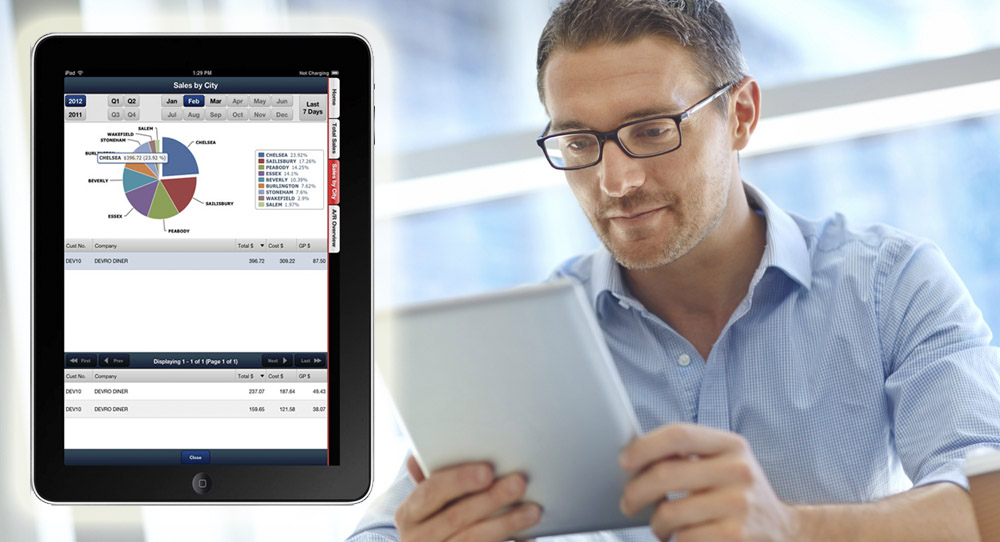 iPad 1:29 PM Not Charging
Sales by City
2012 Q1 Q2 Jan Feb Mar Apr May Jun Last 7 Days
2011 Q3 Q4 Jul Aug Sep Oct Nov Dec
Home
Total Sales
Sales by City
A/R Overview
SALEM
WAKEFIELD
STONEHAM
CHELSEA
CHELSEA $396.72 (23.92 %)
BEVERLY
ESSEX
PEABODY
SAILISBURY
CHELSEA 23.92%
SAILISBURY 17.26%
PEABODY 14.25%
ESSEX 14.1%
BEVERLY 10.39%
BURLINGTON 7.62%
STONEHAM 7.6%
WAKEFIELD 2.9%
SALEM 1.97%
Cust No. Company Total $ Cost $ GP $
DEV10 DEVRO DINER 396.72 309.22 87.50
First Prev Displaying 1 - 1 of 1 (Page 1 of 1) Next Last
Cust No. Company Total $ Cost $ GP $
DEV10 DEVRO DINER 237.07 187.64 49.43
DEV10 DEVRO DINER 159.65 121.58 38.07
Close